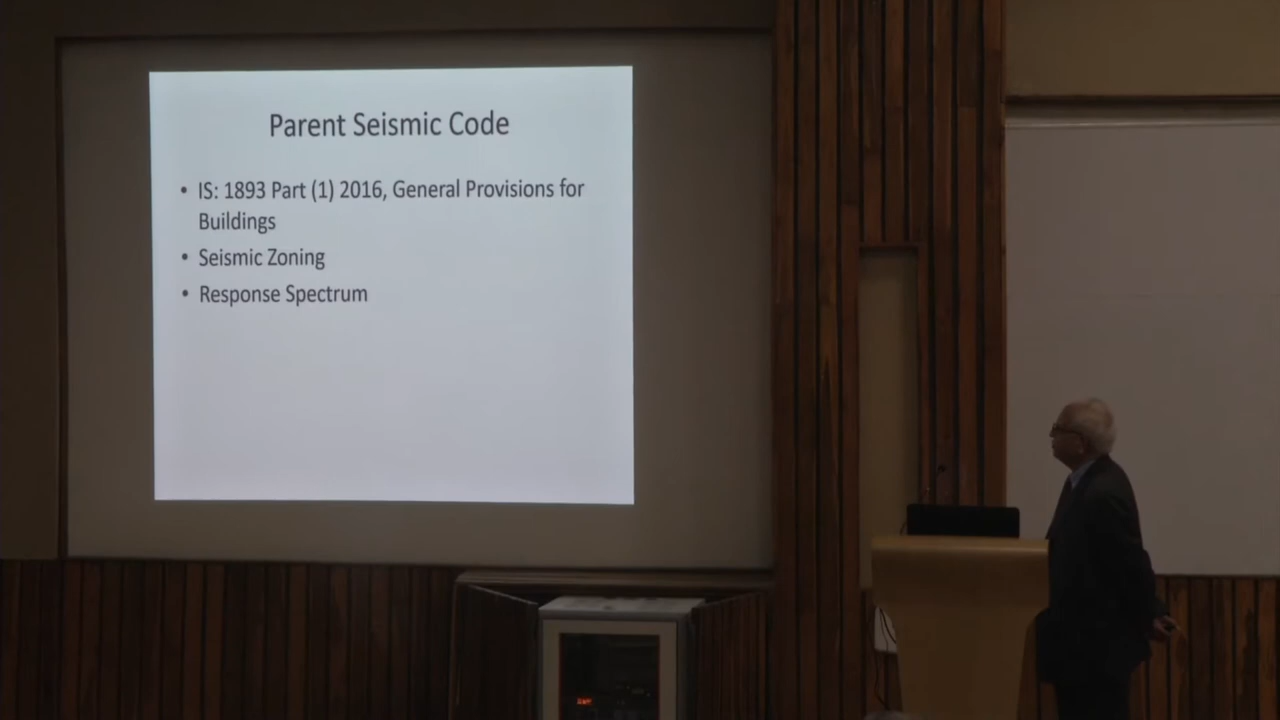 Parent Seismic Code
• IS: 1893 Part (1) 2016, General Provisions for
Buildings
• Seismic Zoning
• Response Spectrum